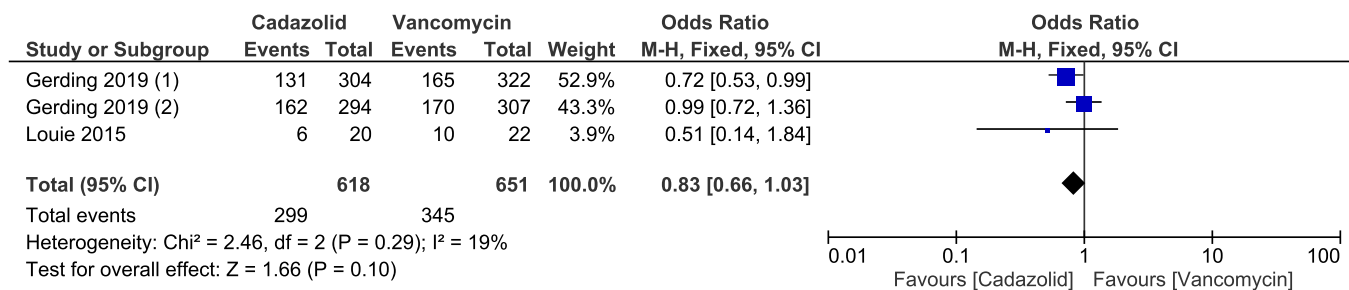 Cadazolid Vancomycin Odds Ratio Odds Ratio
Study or Subgroup Events Total Events Total Weight M-H, Fixed, 95% CI M-H, Fixed, 95% CI
Gerding 2019 (1) 131 304 165 322 52.9% 0.72 [0.53, 0.99]
Gerding 2019 (2) 162 294 170 307 43.3% 0.99 [0.72, 1.36]
Louie 2015 6 20 10 22 3.9% 0.51 [0.14, 1.84]
Total (95% CI) 618 651 100.0% 0.83 [0.66, 1.03]
Total events 299 345
Heterogeneity: Chi² = 2.46, df = 2 (P = 0.29); I² = 19%
Test for overall effect: Z = 1.66 (P = 0.10)
0.01 0.1 1 10 100
Favours [Cadazolid] Favours [Vancomycin]